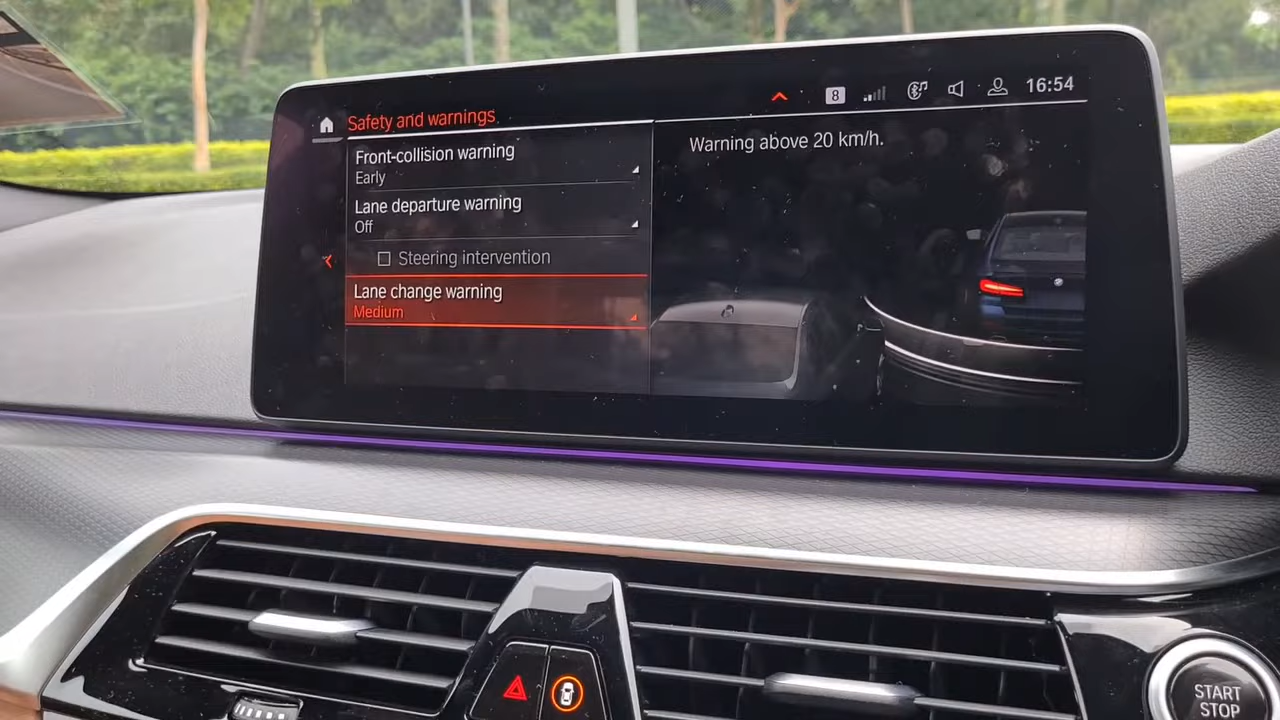 8
16:54
Safety and warnings
Front-collision warning
Early
Lane departure warning
Off
Steering intervention
Lane change warning
Medium
Warning above 20 km/h.
START
STOP